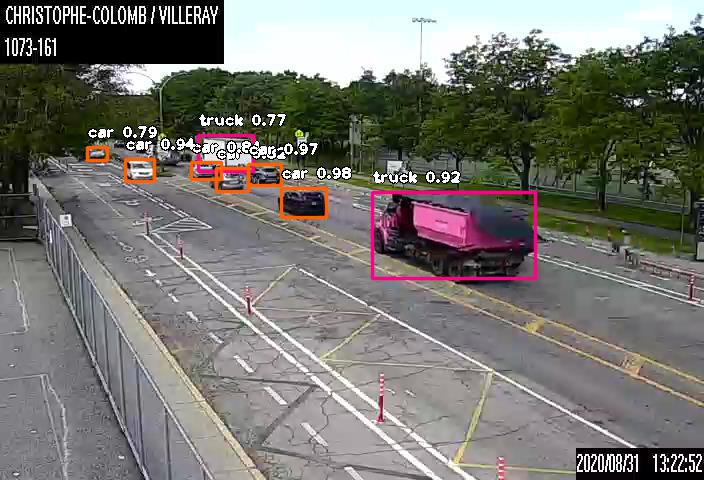 CHRISTOPHE-COLOMB / VILLERAY
1073-161
truck 0.77
car 0.79
car 0.94
car 0.97
car 0.98
truck 0.92
2020/08/31 13:22:52